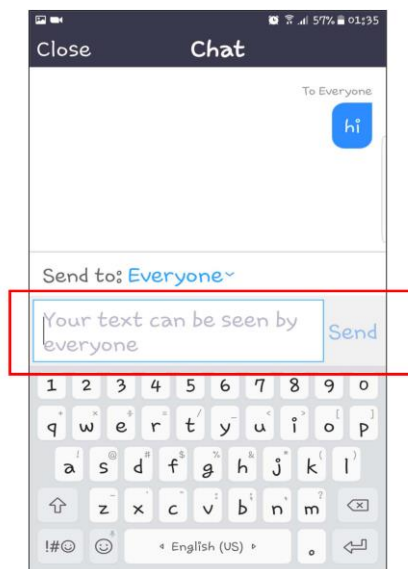 57% 01:35
Close Chat
To Everyone
hi
Send to: Everyone
Your text can be seen by
everyone
Send
1 2 3 4 5 6 7 8 9 0
q w e r t y u i o p
a s d f g h j k l
z x c v b n m
!#☺ English (US) .